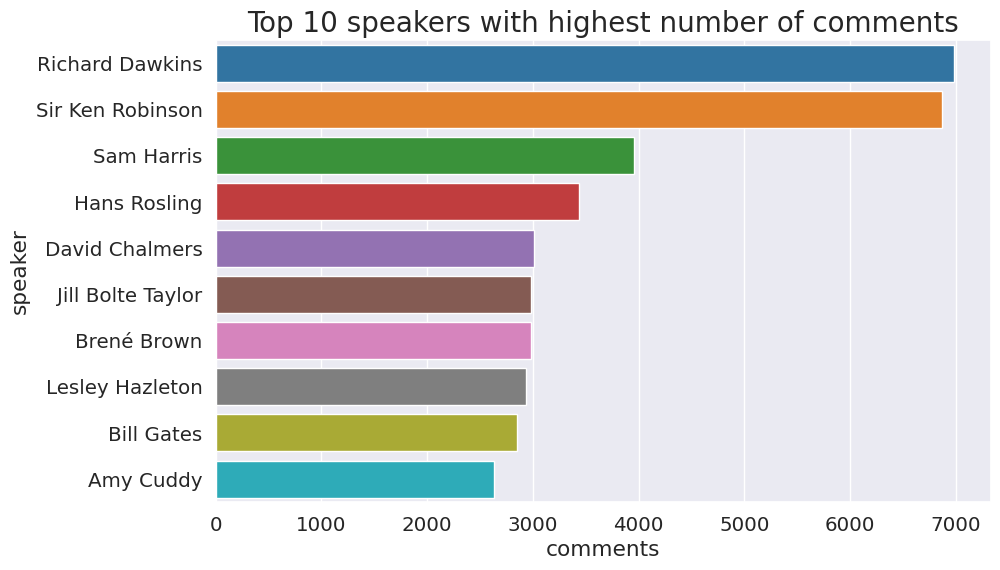 Top 10 speakers with highest number of comments
speaker
Richard Dawkins
Sir Ken Robinson
Sam Harris
Hans Rosling
David Chalmers
Jill Bolte Taylor
Brené Brown
Lesley Hazleton
Bill Gates
Amy Cuddy
0 1000 2000 3000 4000 5000 6000 7000
comments